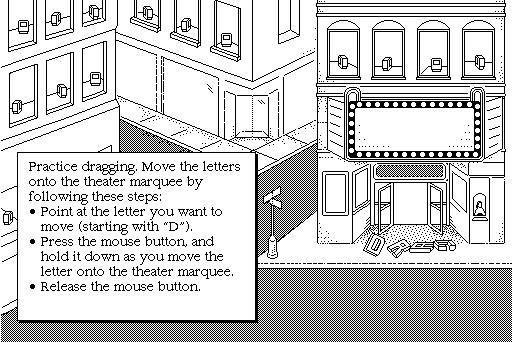 Practice dragging. Move the letters
onto the theater marquee by
following these steps:
• Point at the letter you want to
move (starting with “D”).
• Press the mouse button, and
hold it down as you move the
letter onto the theater marquee.
• Release the mouse button.